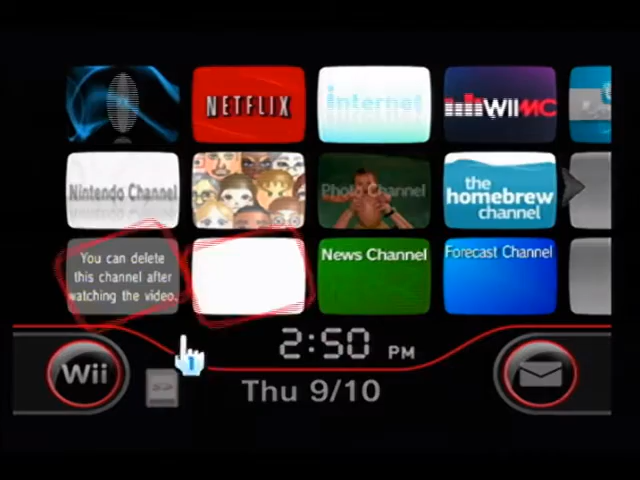 NETFLIX
internet
WIIMC
Nintendo Channel
Photo Channel
the
homebrew
channel
You can delete
this channel after
watching the video.
News Channel
Forecast Channel
2:50 PM
Wii
1
Thu 9/10